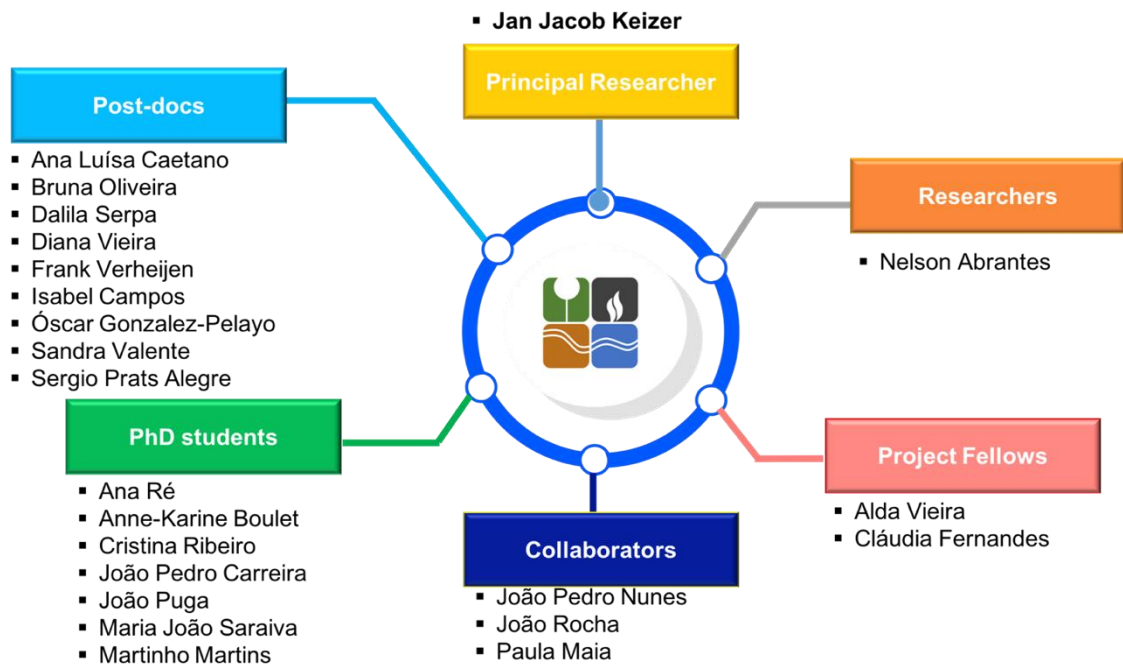 ▪ Jan Jacob Keizer
Principal Researcher
Post-docs
▪ Ana Luísa Caetano
▪ Bruna Oliveira
▪ Dalila Serpa
▪ Diana Vieira
▪ Frank Verheijen
▪ Isabel Campos
▪ Óscar Gonzalez-Pelayo
▪ Sandra Valente
▪ Sergio Prats Alegre
Researchers
▪ Nelson Abrantes
PhD students
▪ Ana Ré
▪ Anne-Karine Boulet
▪ Cristina Ribeiro
▪ João Pedro Carreira
▪ João Puga
▪ Maria João Saraiva
▪ Martinho Martins
Collaborators
▪ João Pedro Nunes
▪ João Rocha
▪ Paula Maia
Project Fellows
▪ Alda Vieira
▪ Cláudia Fernandes